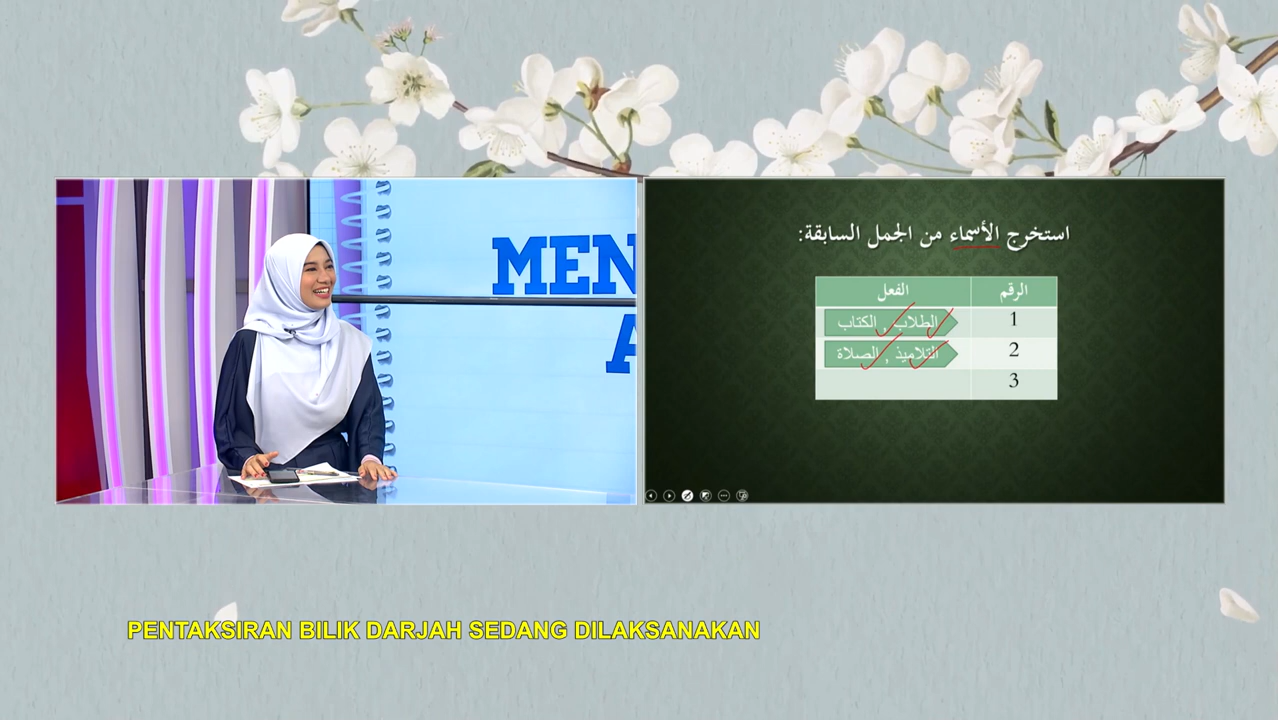 MEN
A
استخرج الأسماء من الجمل السابقة:
الرقم الفعل
1 الطلاب , الكتاب
2 التلاميذ , الصلاة
3
PENTAKSIRAN BILIK DARJAH SEDANG DILAKSANAKAN